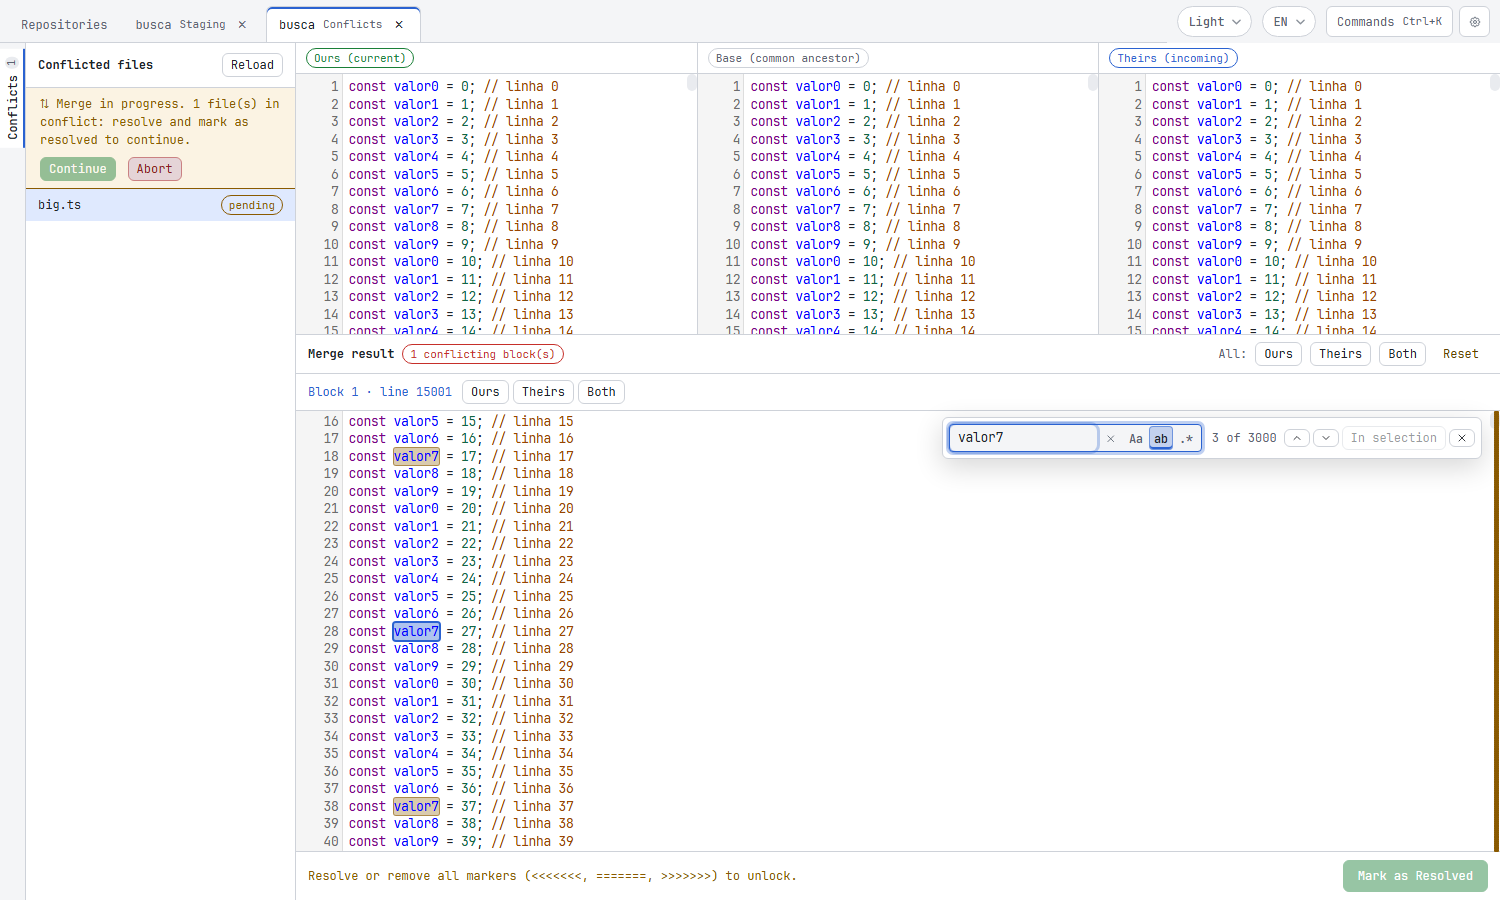 Repositories
busca Staging ×
busca Conflicts ×
Light
EN
Commands Ctrl+K
Conflicts 1
Conflicted files
Reload
⇅ Merge in progress. 1 file(s) in
conflict: resolve and mark as
resolved to continue.
Continue
Abort
big.ts
pending
Ours (current)
1 const valor0 = 0; // linha 0
2 const valor1 = 1; // linha 1
3 const valor2 = 2; // linha 2
4 const valor3 = 3; // linha 3
5 const valor4 = 4; // linha 4
6 const valor5 = 5; // linha 5
7 const valor6 = 6; // linha 6
8 const valor7 = 7; // linha 7
9 const valor8 = 8; // linha 8
10 const valor9 = 9; // linha 9
11 const valor0 = 10; // linha 10
12 const valor1 = 11; // linha 11
13 const valor2 = 12; // linha 12
14 const valor3 = 13; // linha 13
15 const valor4 = 14; // linha 14
Base (common ancestor)
1 const valor0 = 0; // linha 0
2 const valor1 = 1; // linha 1
3 const valor2 = 2; // linha 2
4 const valor3 = 3; // linha 3
5 const valor4 = 4; // linha 4
6 const valor5 = 5; // linha 5
7 const valor6 = 6; // linha 6
8 const valor7 = 7; // linha 7
9 const valor8 = 8; // linha 8
10 const valor9 = 9; // linha 9
11 const valor0 = 10; // linha 10
12 const valor1 = 11; // linha 11
13 const valor2 = 12; // linha 12
14 const valor3 = 13; // linha 13
15 const valor4 = 14; // linha 14
Theirs (incoming)
1 const valor0 = 0; // linha 0
2 const valor1 = 1; // linha 1
3 const valor2 = 2; // linha 2
4 const valor3 = 3; // linha 3
5 const valor4 = 4; // linha 4
6 const valor5 = 5; // linha 5
7 const valor6 = 6; // linha 6
8 const valor7 = 7; // linha 7
9 const valor8 = 8; // linha 8
10 const valor9 = 9; // linha 9
11 const valor0 = 10; // linha 10
12 const valor1 = 11; // linha 11
13 const valor2 = 12; // linha 12
14 const valor3 = 13; // linha 13
15 const valor4 = 14; // linha 14
Merge result 1 conflicting block(s)
All: Ours Theirs Both Reset
Block 1 · line 15001 Ours Theirs Both
valor7 × Aa ab .* 3 of 3000 In selection ×
16 const valor5 = 15; // linha 15
17 const valor6 = 16; // linha 16
18 const valor7 = 17; // linha 17
19 const valor8 = 18; // linha 18
20 const valor9 = 19; // linha 19
21 const valor0 = 20; // linha 20
22 const valor1 = 21; // linha 21
23 const valor2 = 22; // linha 22
24 const valor3 = 23; // linha 23
25 const valor4 = 24; // linha 24
26 const valor5 = 25; // linha 25
27 const valor6 = 26; // linha 26
28 const valor7 = 27; // linha 27
29 const valor8 = 28; // linha 28
30 const valor9 = 29; // linha 29
31 const valor0 = 30; // linha 30
32 const valor1 = 31; // linha 31
33 const valor2 = 32; // linha 32
34 const valor3 = 33; // linha 33
35 const valor4 = 34; // linha 34
36 const valor5 = 35; // linha 35
37 const valor6 = 36; // linha 36
38 const valor7 = 37; // linha 37
39 const valor8 = 38; // linha 38
40 const valor9 = 39; // linha 39
Resolve or remove all markers (<<<<<<<, =======, >>>>>>>) to unlock.
Mark as Resolved